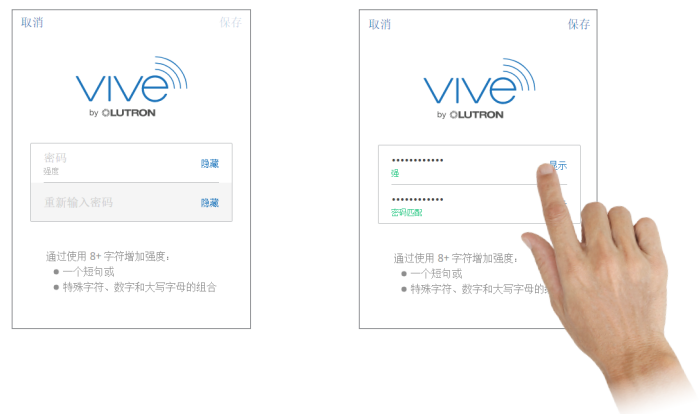 取消
保存
vive
by LUTRON
密码
强度
隐藏
重新输入密码
隐藏
通过使用 8+ 字符增加强度:
● 一个短句或
● 特殊字符、数字和大写字母的组合
取消
保存
vive
by LUTRON
••••••••••••
强
显示
••••••••••••
密码匹配
通过使用 8+ 字符增加强度:
● 一个短句或
● 特殊字符、数字和大写字母的